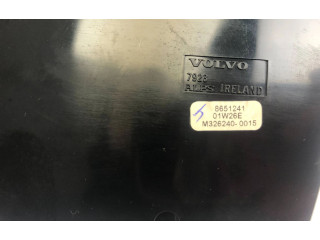 VOLVO
7928
ALPS IRELAND
8651241
01W26E
M326240-0015